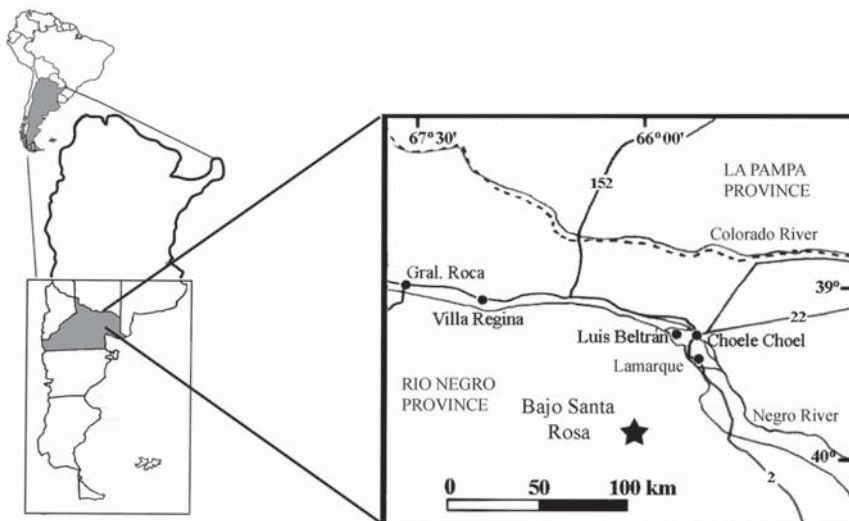 67°30'
66°00'
152
LA PAMPA
PROVINCE
Colorado River
Gral. Roca
39°
Villa Regina
22
Luis Beltrán
Choele Choel
Lamarque
RIO NEGRO
PROVINCE
Bajo Santa
Rosa
Negro River
40°
2
0 50 100 km